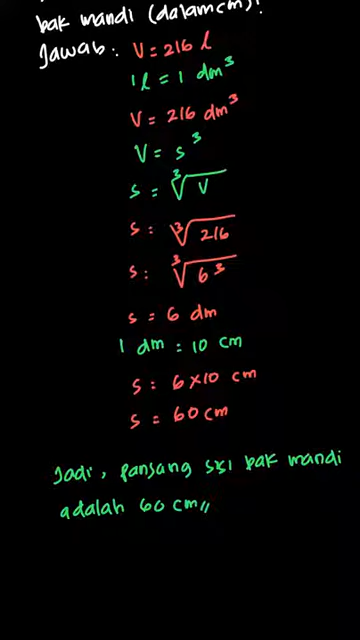 bak mandi (dalam cm)!
Jawab: V = 216 l
1 l = 1 dm³
V = 216 dm³
V = s³
s = ∛V
s = ∛216
s = ∛6³
s = 6 dm
1 dm = 10 cm
s = 6 × 10 cm
s = 60 cm
Jadi, panjang sisi bak mandi
adalah 60 cm //